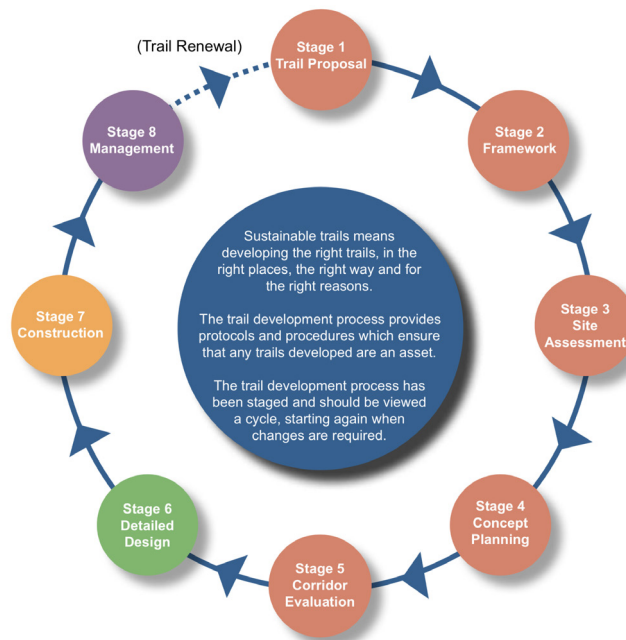 (Trail Renewal)
Stage 1
Trail Proposal
Stage 2
Framework
Stage 3
Site
Assessment
Stage 4
Concept
Planning
Stage 5
Corridor
Evaluation
Stage 6
Detailed
Design
Stage 7
Construction
Stage 8
Management
Sustainable trails means
developing the right trails, in the
right places, the right way and for
the right reasons.
The trail development process provides
protocols and procedures which ensure
that any trails developed are an asset.
The trail development process has
been staged and should be viewed
a cycle, starting again when
changes are required.